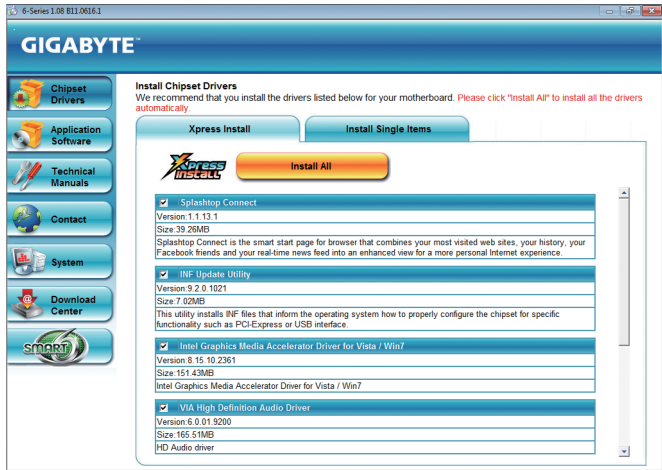 6-Series 1.08 B11.0616.1
GIGABYTE™
Chipset
Drivers
Application
Software
Technical
Manuals
Contact
System
Download
Center
SMART
Install Chipset Drivers
We recommend that you install the drivers listed below for your motherboard. Please click "Install All" to install all the drivers
automatically.
Xpress Install
Install Single Items
Xpress
Install
Install All
Splashtop Connect
Version:1.1.13.1
Size:39.26MB
Splashtop Connect is the smart start page for browser that combines your most visited web sites, your history, your
Facebook friends and your real-time news feed into an enhanced view for a more personal Internet experience.
INF Update Utility
Version:9.2.0.1021
Size:7.02MB
This utility installs INF files that inform the operating system how to properly configure the chipset for specific
functionality such as PCI-Express or USB interface.
Intel Graphics Media Accelerator Driver for Vista / Win7
Version:8.15.10.2361
Size:151.43MB
Intel Graphics Media Accelerator Driver for Vista / Win7
VIA High Definition Audio Driver
Version:6.0.01.9200
Size:165.51MB
HD Audio driver